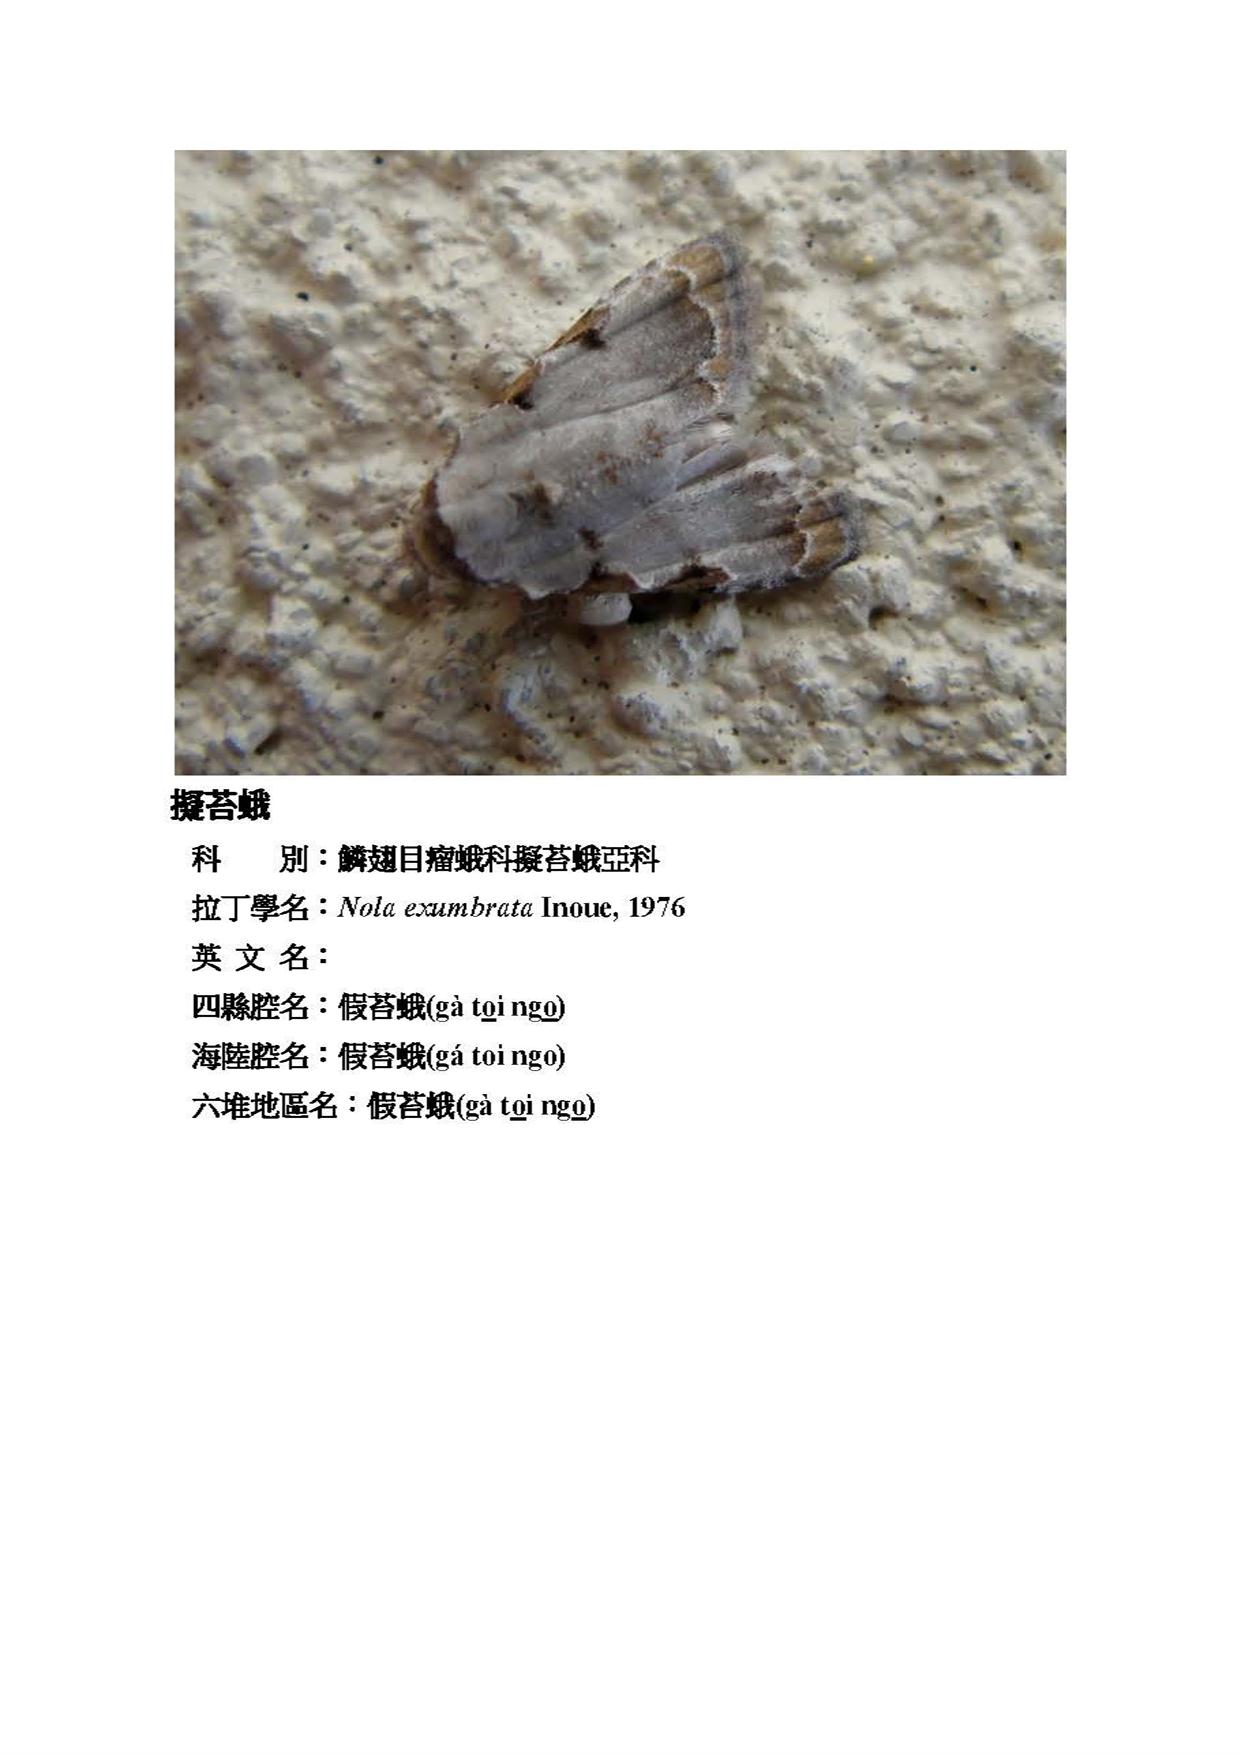 擬苔蛾
科　　別：鱗翅目瘤蛾科擬苔蛾亞科
拉丁學名：Nola exumbrata Inoue, 1976
英 文 名：
四縣腔名：假苔蛾(gà to̲i ngo̲)
海陸腔名：假苔蛾(gá toi ngo)
六堆地區名：假苔蛾(gà to̲i ngo̲)